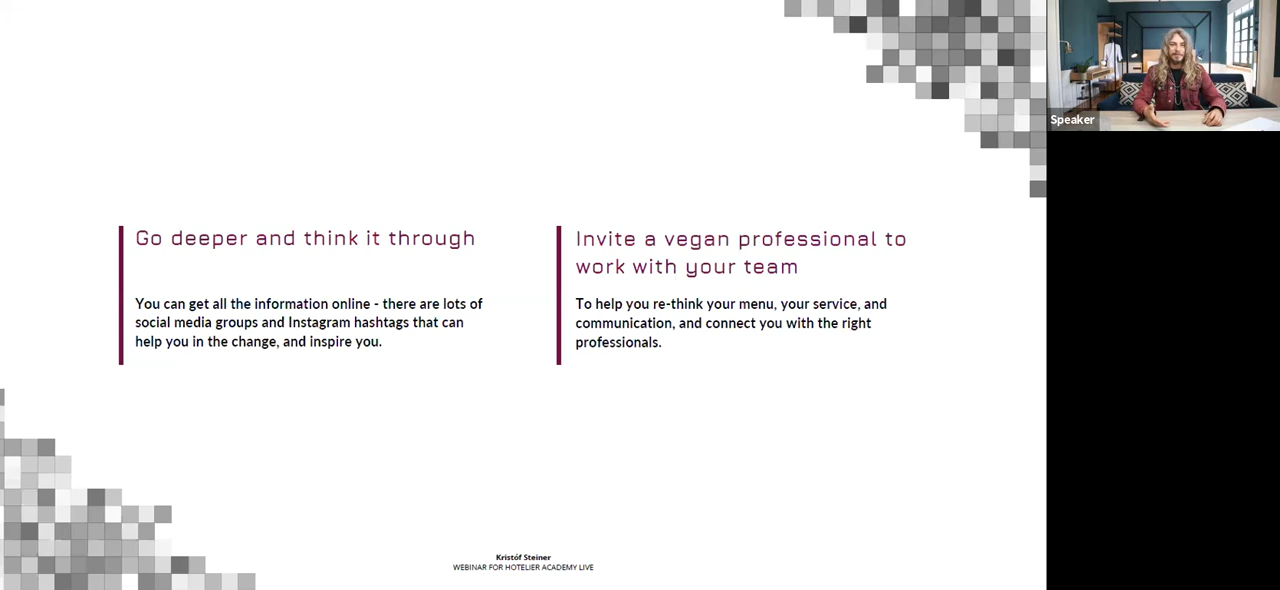 Go deeper and think it through
You can get all the information online - there are lots of
social media groups and Instagram hashtags that can
help you in the change, and inspire you.
Invite a vegan professional to
work with your team
To help you re-think your menu, your service, and
communication, and connect you with the right
professionals.
Kristóf Steiner
WEBINAR FOR HOTELIER ACADEMY LIVE
Speaker